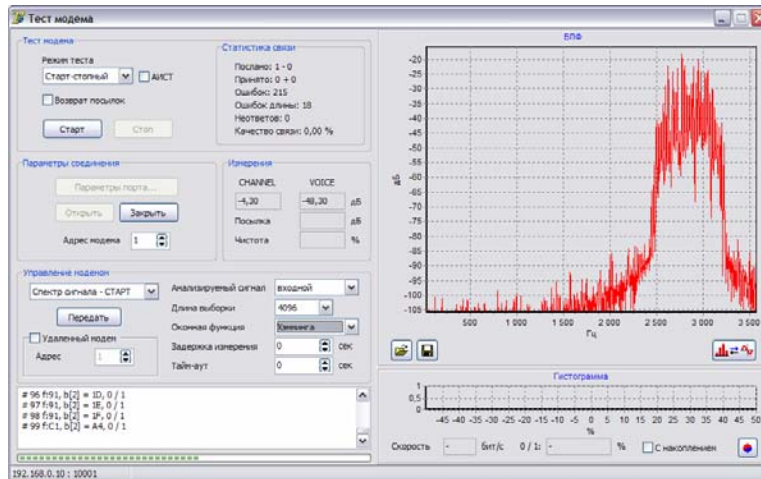 Тест модема
Тест модема
Режим теста
Старт-стопный
АИСТ
Возврат посылок
Старт
Стоп
Статистика связи
Послано: 1 - 0
Принято: 0 + 0
Ошибок: 215
Ошибок длины: 18
Неответов: 0
Качество связи: 0,00 %
Параметры соединения
Параметры порта...
Открыть
Закрыть
Адрес модема 1
Измерения
CHANNEL VOICE
-4,30 -48,30 дБ
Посылка дБ
Чистота %
Управление модемом
Спектр сигнала - СТАРТ
Передать
Удаленный модем
Адрес 1
Анализируемый сигнал входной
Длина выборки 4096
Оконная функция Хэмминга
Задержка измерения 0 сек
Тайм-аут 0 сек
# 96 f:91, b[2] = 1D, 0 / 1
# 97 f:91, b[2] = 1E, 0 / 1
# 98 f:91, b[2] = 1F, 0 / 1
# 99 f:C1, b[2] = A4, 0 / 1
192.168.0.10 : 10001
БПФ
-20
-25
-30
-35
-40
-45
-50
-55
-60
-65
-70
-75
-80
-85
-90
-95
-100
-105
дБ
500 1 000 1 500 2 000 2 500 3 000 3 500
Гц
Гистограмма
1
0,5
0
-45 -40 -35 -30 -25 -20 -15 -10 -5 0 5 10 15 20 25 30 35 40 45 50
%
Скорость - бит/с 0 / 1: - % С накоплением